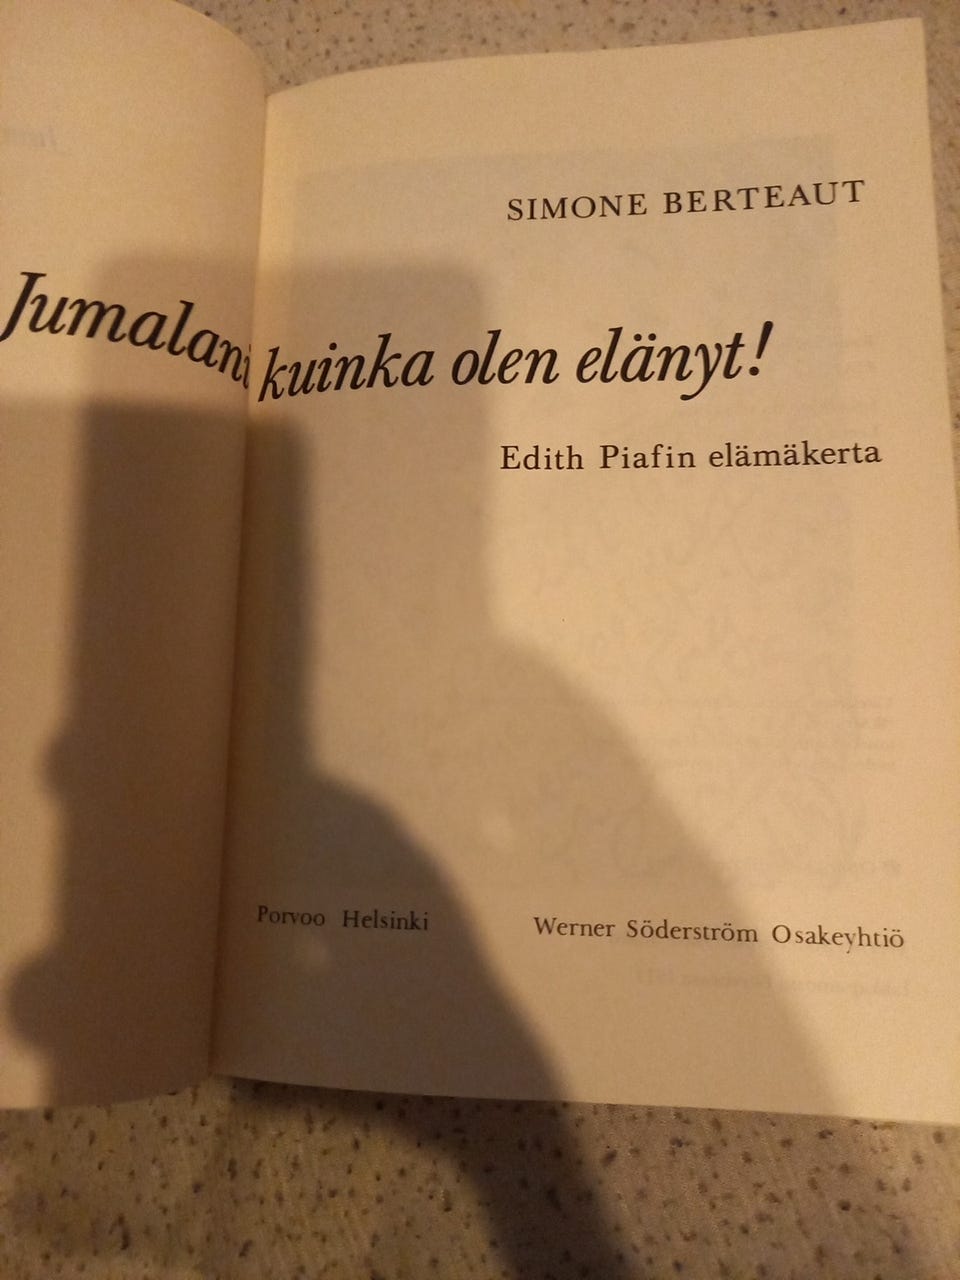 SIMONE BERTEAUT
Jumalani kuinka olen elänyt!
Edith Piafin elämäkerta
Porvoo Helsinki Werner Söderström Osakeyhtiö